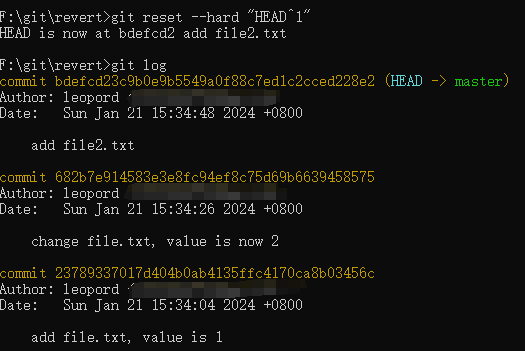 F:\git\revert>git reset --hard "HEAD^1"
HEAD is now at bdefcd2 add file2.txt
F:\git\revert>git log
commit bdefcd23c9b0e9b5549a0f88c7ed1c2cced228e2 (HEAD -> master)
Author: leopord
Date:   Sun Jan 21 15:34:48 2024 +0800
add file2.txt
commit 682b7e914583e3e8fc94ef8c75d69b6639458575
Author: leopord
Date:   Sun Jan 21 15:34:26 2024 +0800
change file.txt, value is now 2
commit 23789337017d404b0ab4135ffc4170ca8b03456c
Author: leopord
Date:   Sun Jan 21 15:34:04 2024 +0800
add file.txt, value is 1